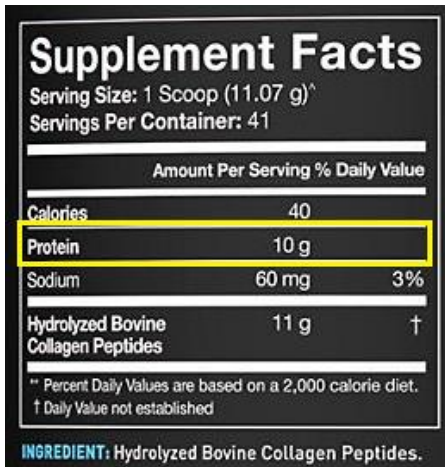 Supplement Facts
Serving Size: 1 Scoop (11.07 g)^
Servings Per Container: 41
Amount Per Serving % Daily Value
Calories 40
Protein 10 g
Sodium 60 mg 3%
Hydrolyzed Bovine 11 g †
Collagen Peptides
** Percent Daily Values are based on a 2,000 calorie diet.
† Daily Value not established
INGREDIENT: Hydrolyzed Bovine Collagen Peptides.